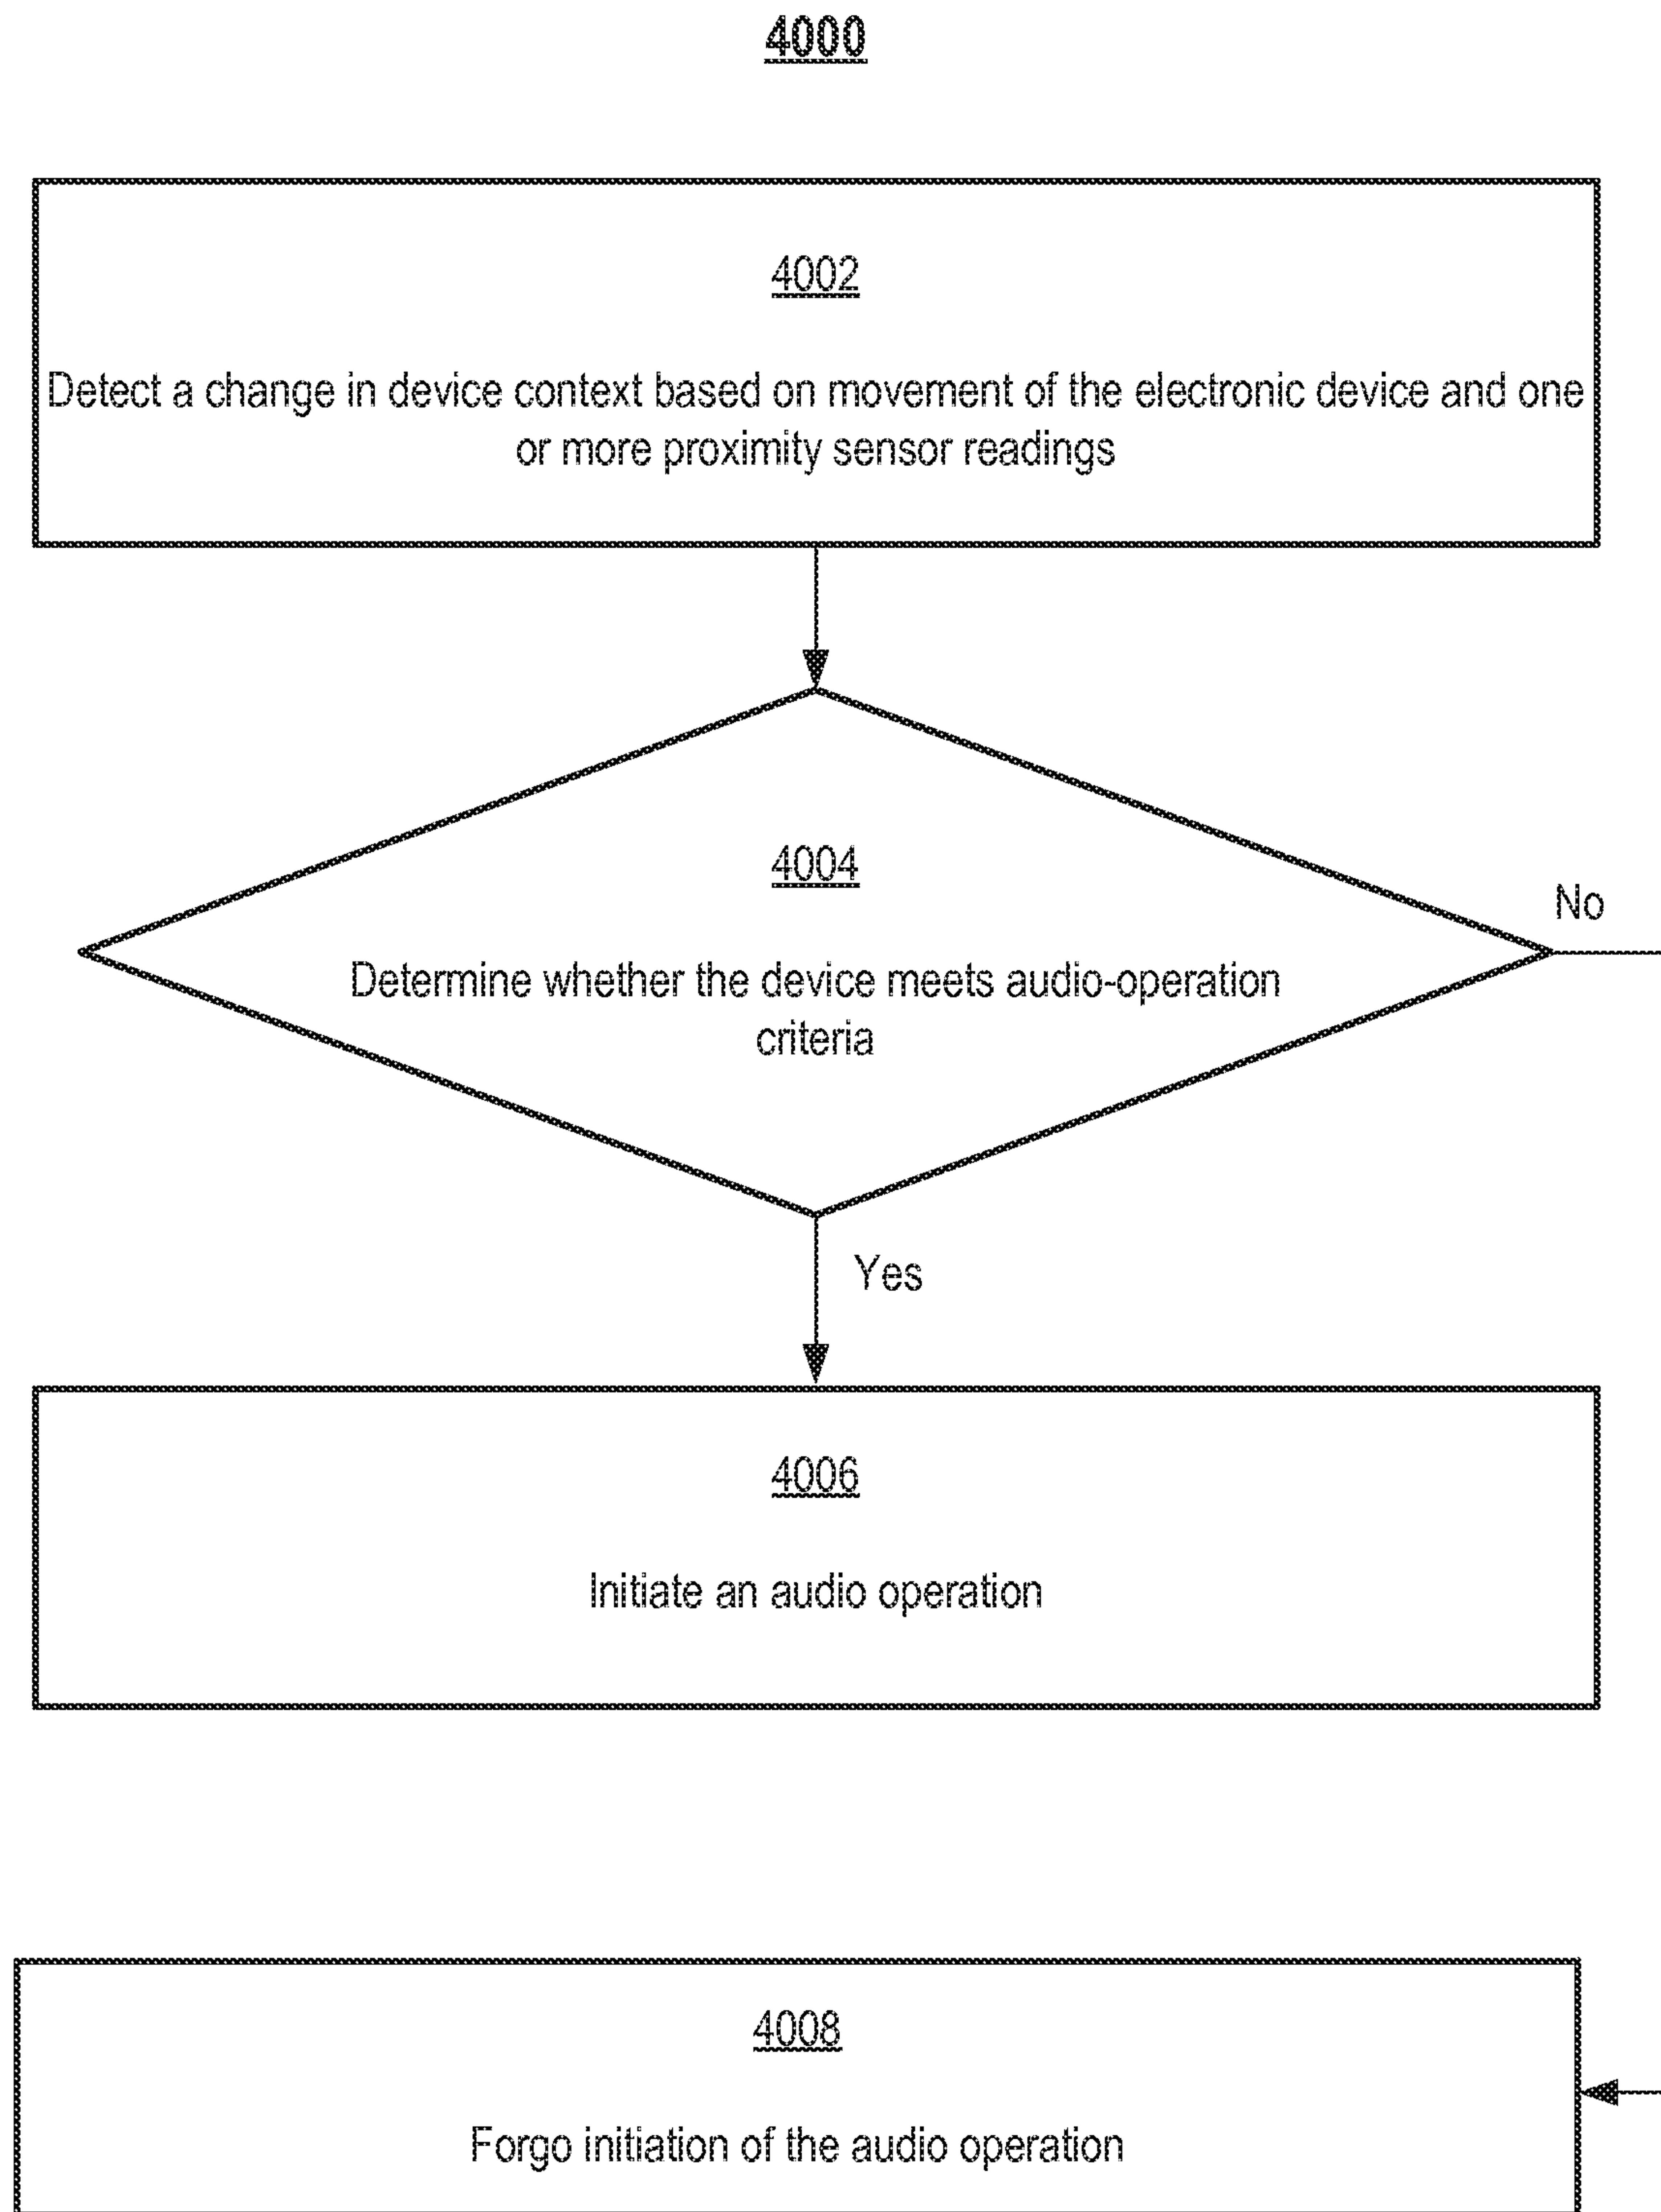 4000
4002
Detect a change in device context based on movement of the electronic device and one
or more proximity sensor readings
4004
No
Determine whether the device meets audio-operation
criteria
Yes
4006
Initiate an audio operation
4008
Forgo initiation of the audio operation